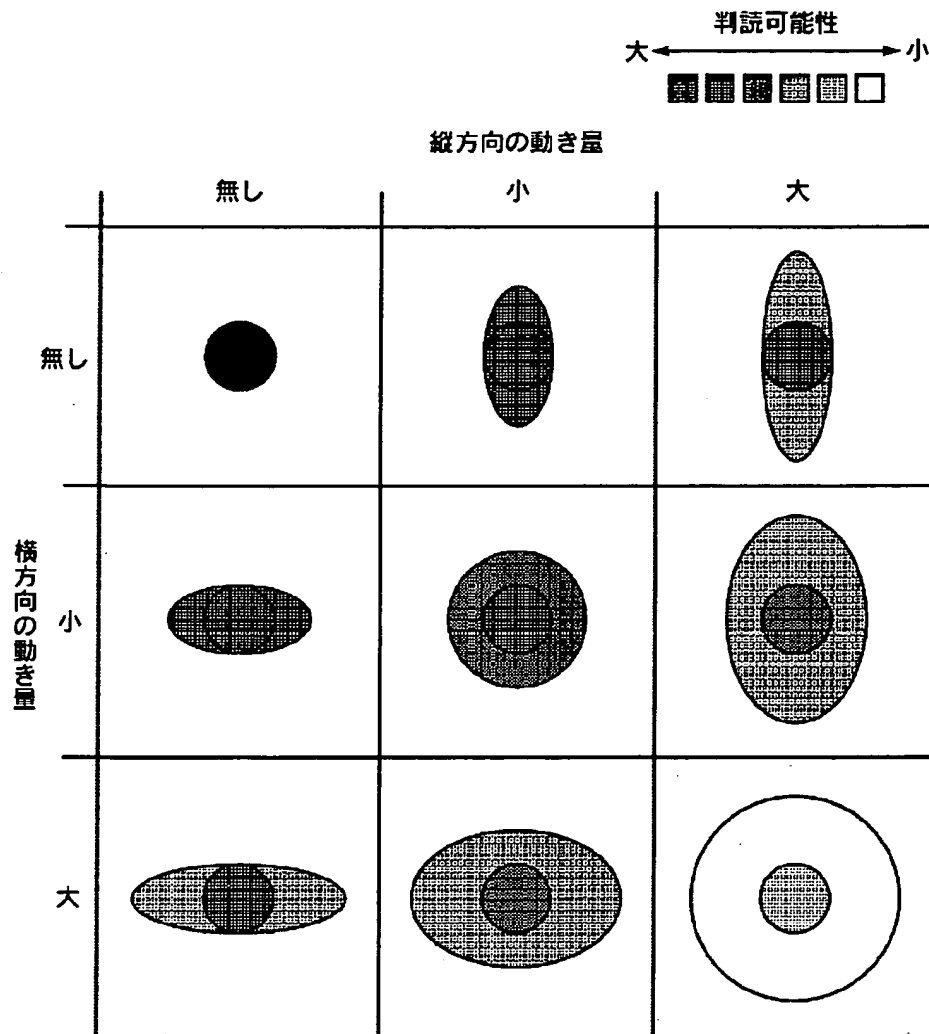 判読可能性
大 小
縦方向の動き量
無し 小 大
無し
横方向の動き量
小
大